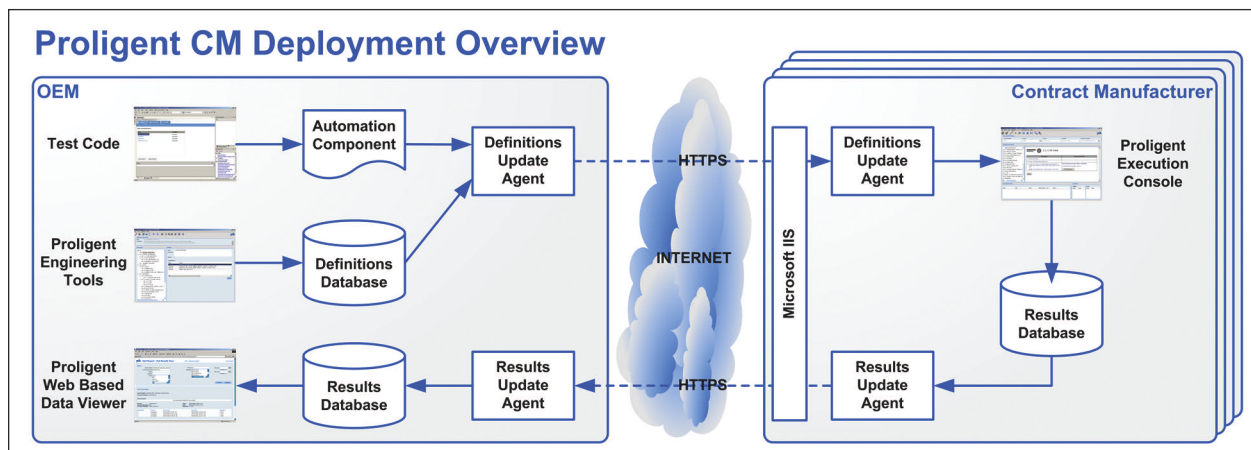 Proligent CM Deployment Overview
OEM
Test Code
Automation
Component
Definitions
Update
Agent
Proligent
Engineering
Tools
Definitions
Database
Proligent
Web Based
Data Viewer
Results
Database
Results
Update
Agent
HTTPS
INTERNET
HTTPS
Contract Manufacturer
Microsoft IIS
Definitions
Update
Agent
Proligent
Execution
Console
Results
Database
Results
Update
Agent